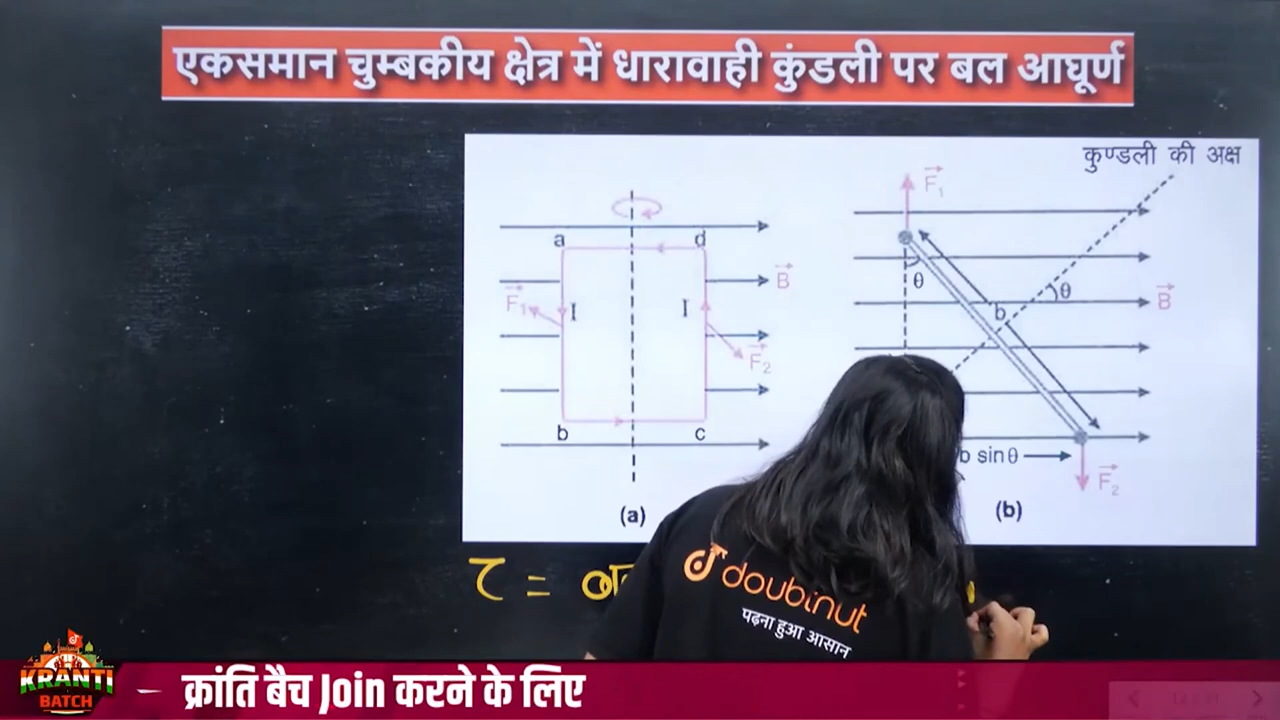 एकसमान चुम्बकीय क्षेत्र में धारावाही कुंडली पर बल आघूर्ण
कुण्डली की अक्ष
a
d
I
I
F₁
F₂
B
b
c
(a)
F₁
θ
b
θ
B
b sinθ
F₂
(b)
τ =
doubtnut
पढ़ना हुआ आसान
KRANTI
BATCH
क्रांति बैच Join करने के लिए